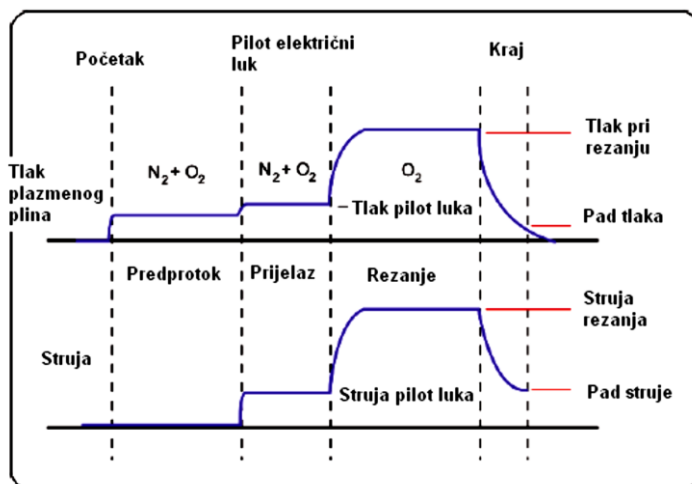 Početak
Pilot električni
luk
Kraj
Tlak
plazmenog
plina
N2 + O2
N2 + O2
O2
Tlak pri
rezanju
Tlak pilot luka
Pad tlaka
Predprotok
Prijelaz
Rezanje
Struja
rezanja
Struja
Struja pilot luka
Pad struje